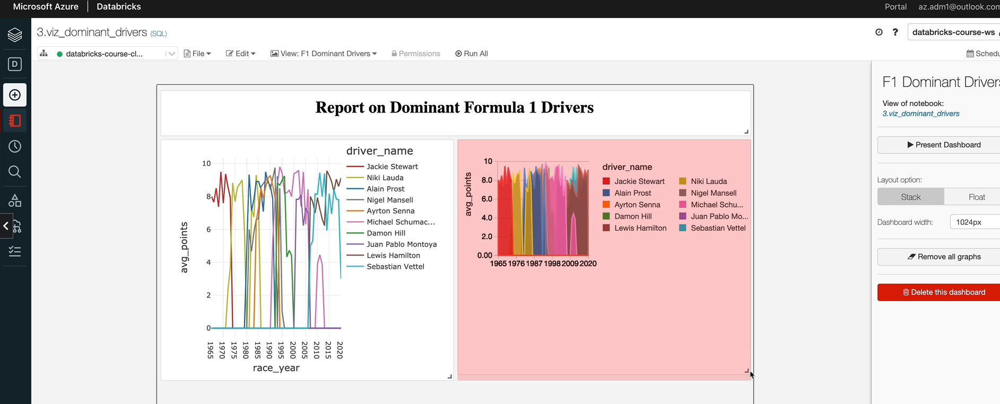 Microsoft Azure | Databricks
Portal az.adm1@outlook.com
3.viz_dominant_drivers (SQL)
? databricks-course-ws
databricks-course-cl... File Edit View: F1 Dominant Drivers Permissions Run All
Schedu
D
Report on Dominant Formula 1 Drivers
driver_name
Jackie Stewart
Niki Lauda
Alain Prost
Nigel Mansell
Ayrton Senna
Michael Schumac...
Damon Hill
Juan Pablo Montoya
Lewis Hamilton
Sebastian Vettel
avg_points
10
8
6
4
2
0
1965 1970 1975 1980 1985 1990 1995 2000 2005 2010 2015 2020
race_year
avg_points
10
8.0
6.0
4.0
2.0
0.00
1965 1976 1987 1998 2009 2020
driver_name
Jackie Stewart Niki Lauda
Alain Prost Nigel Mansell
Ayrton Senna Michael Schu...
Damon Hill Juan Pablo Mo...
Lewis Hamilton Sebastian Vettel
F1 Dominant Drivers
View of notebook:
3.viz_dominant_drivers
Present Dashboard
Layout option:
Stack Float
Dashboard width: 1024px
Remove all graphs
Delete this dashboard